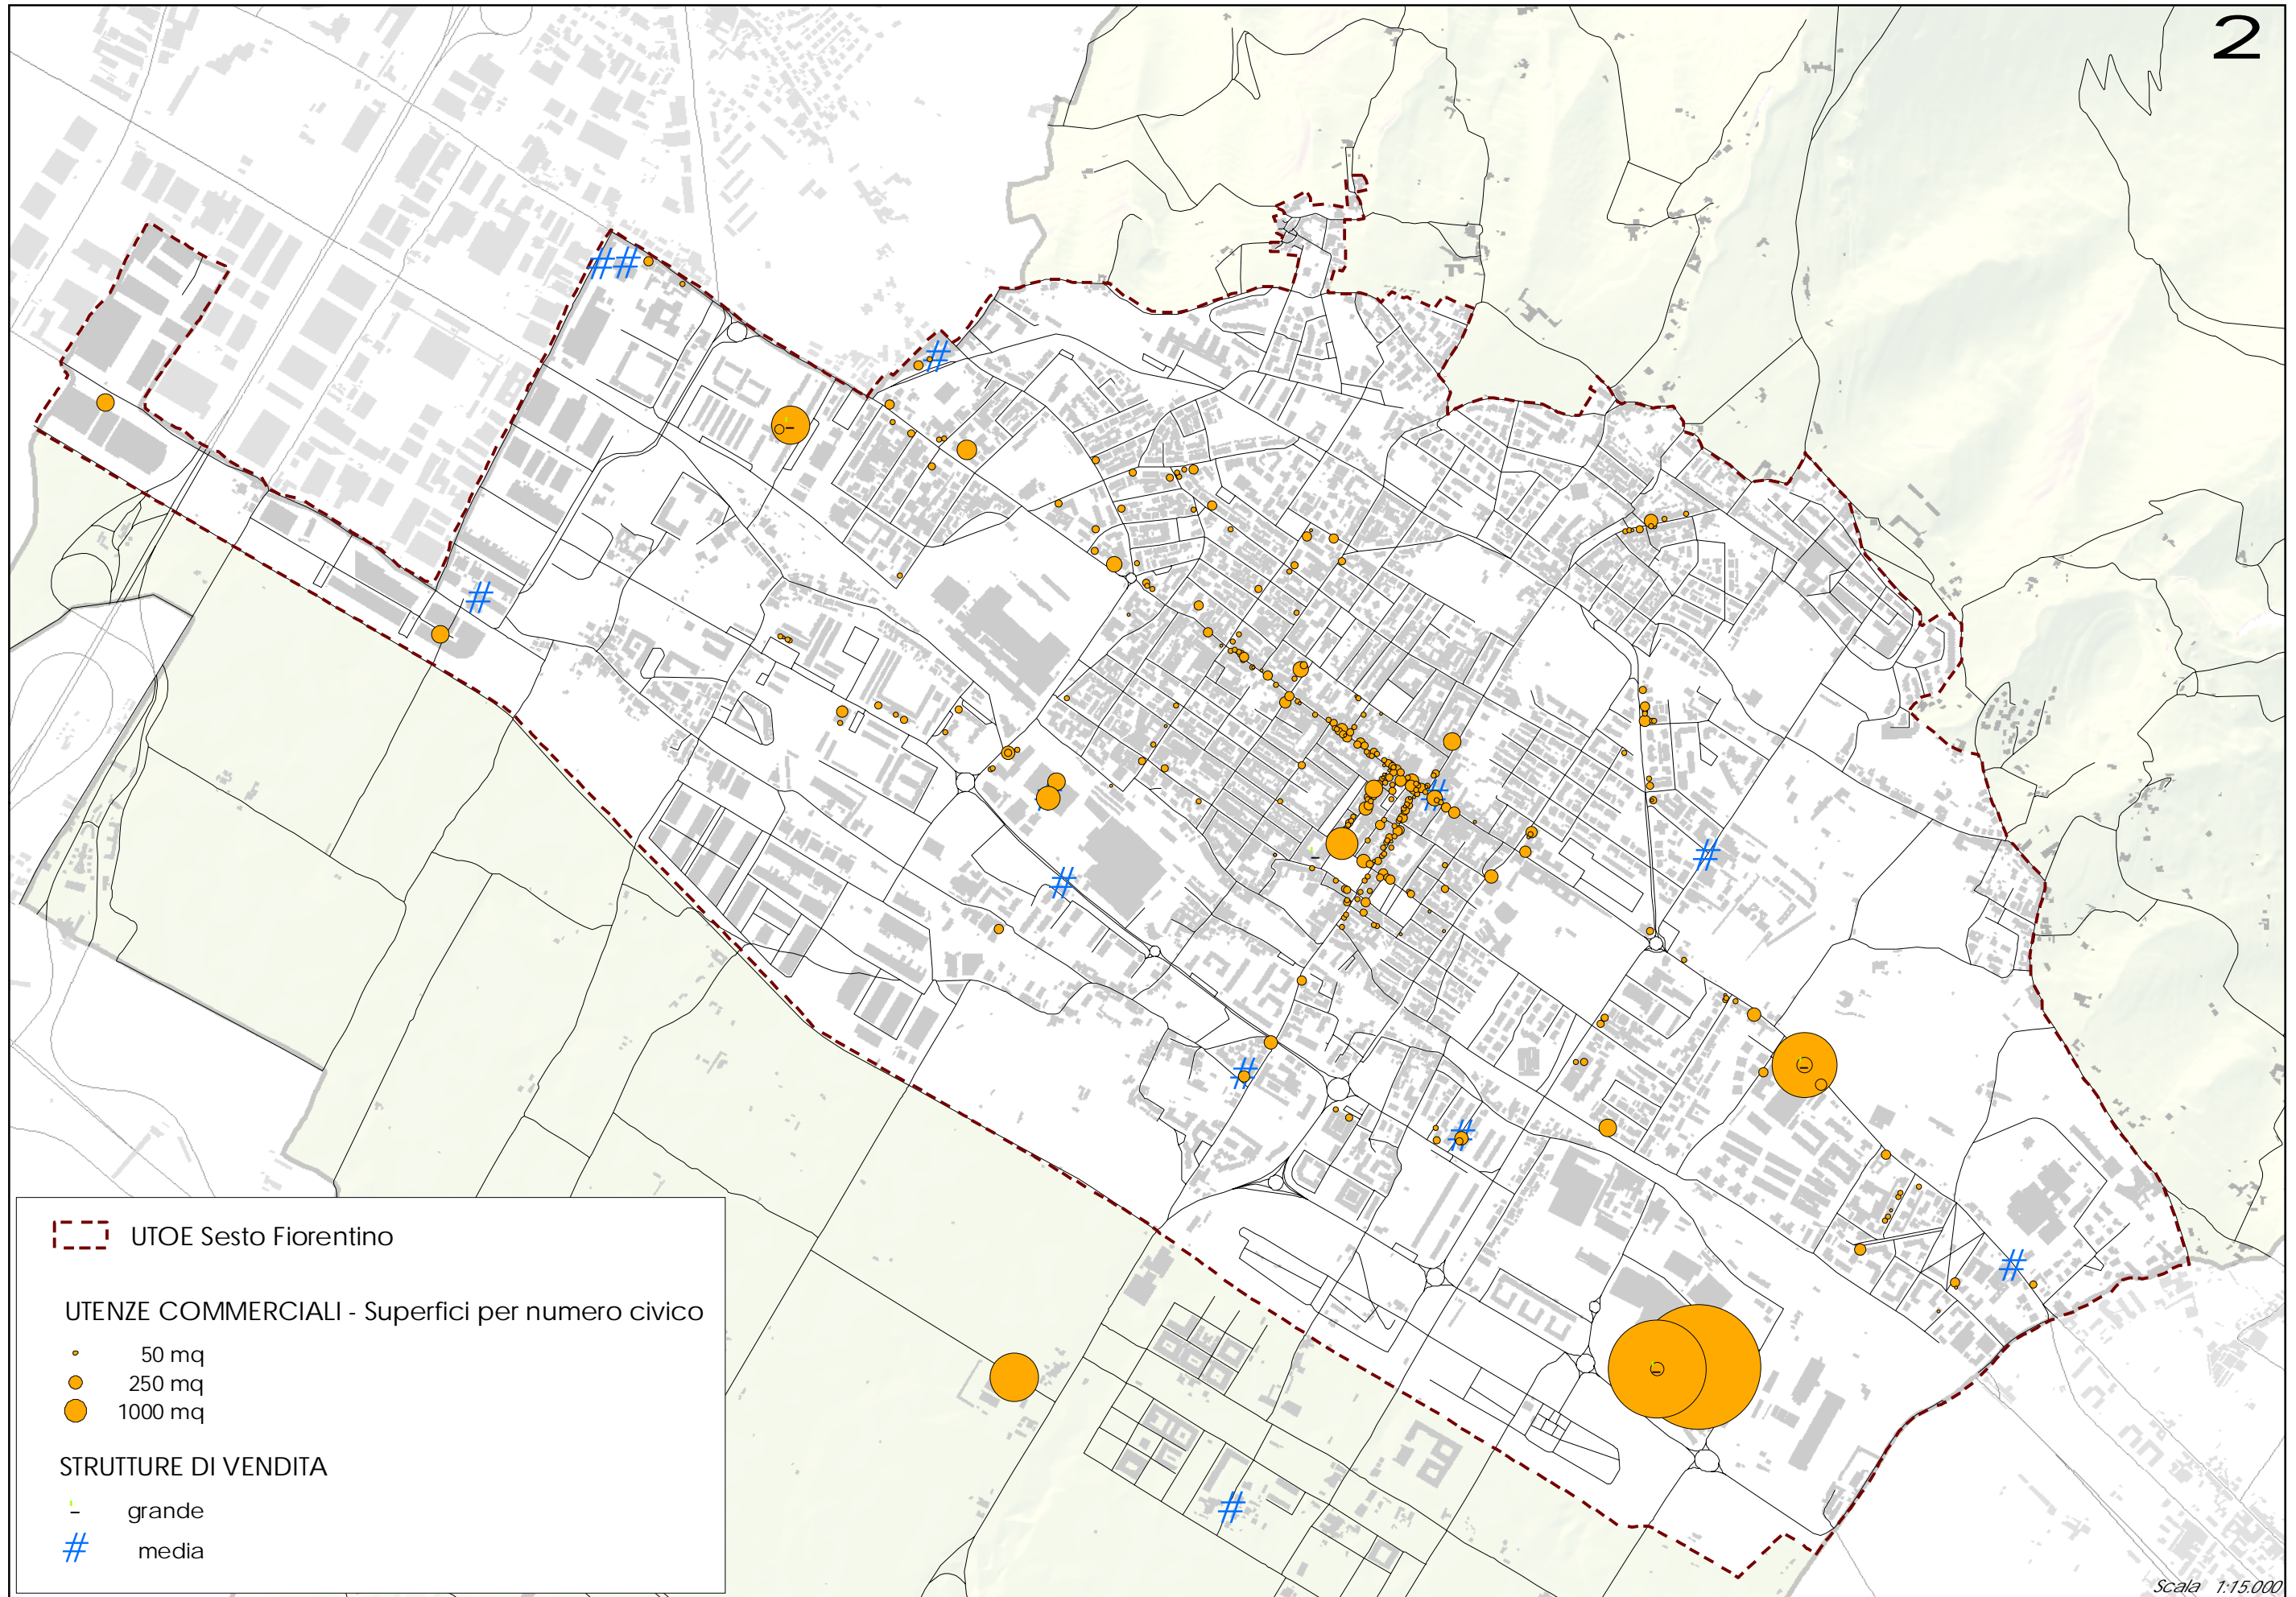 2
UTOE Sesto Fiorentino
UTENZE COMMERCIALI - Superfici per numero civico
50 mq
250 mq
1000 mq
STRUTTURE DI VENDITA
grande
# media
Scala 1:15.000